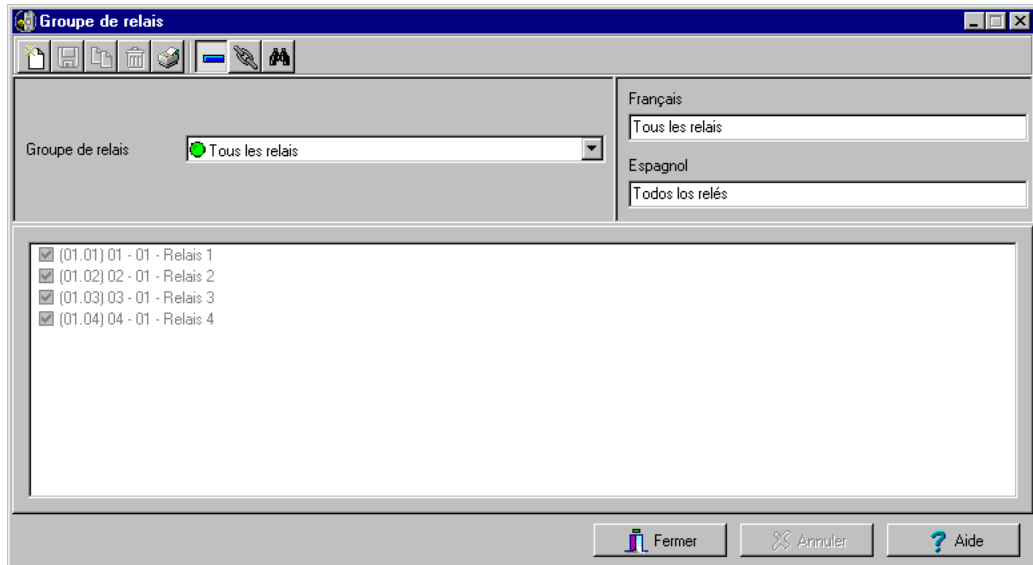 Groupe de relais
Français
Tous les relais
Groupe de relais
Tous les relais
Espagnol
Todos los relés
(01.01) 01 - 01 - Relais 1
(01.02) 02 - 01 - Relais 2
(01.03) 03 - 01 - Relais 3
(01.04) 04 - 01 - Relais 4
Fermer
Annuler
? Aide